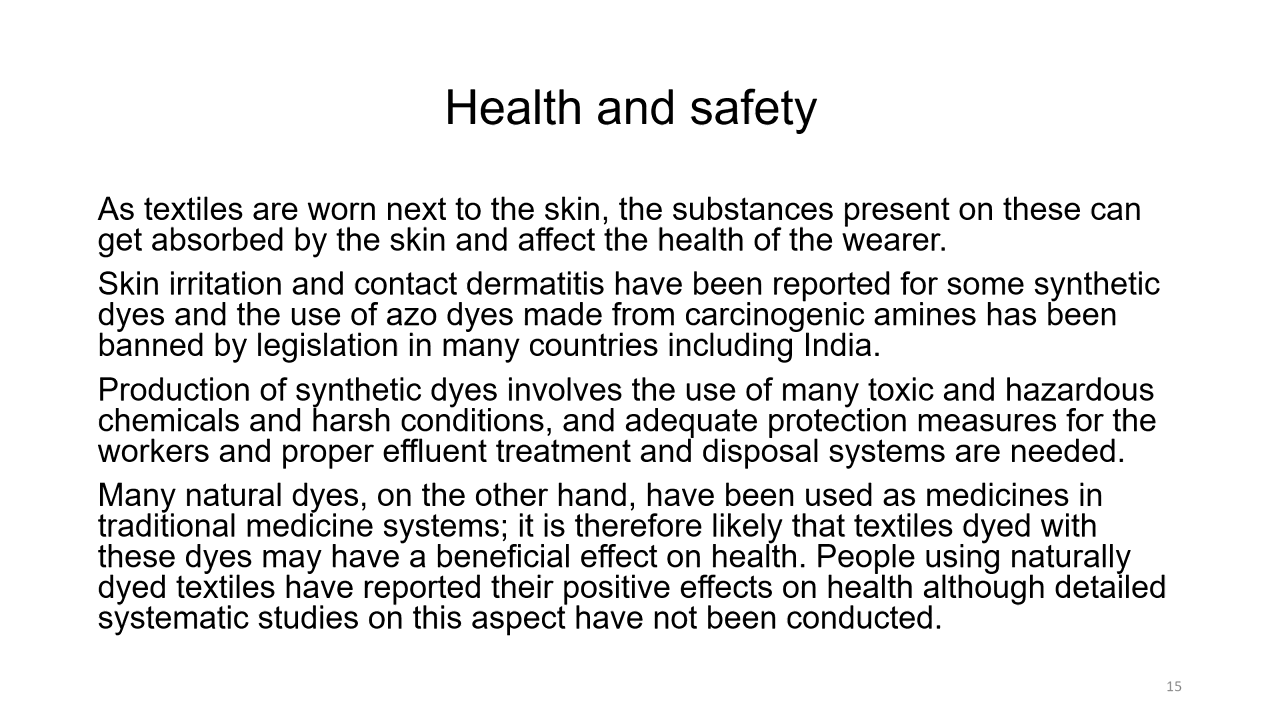 Health and safety
As textiles are worn next to the skin, the substances present on these can
get absorbed by the skin and affect the health of the wearer.
Skin irritation and contact dermatitis have been reported for some synthetic
dyes and the use of azo dyes made from carcinogenic amines has been
banned by legislation in many countries including India.
Production of synthetic dyes involves the use of many toxic and hazardous
chemicals and harsh conditions, and adequate protection measures for the
workers and proper effluent treatment and disposal systems are needed.
Many natural dyes, on the other hand, have been used as medicines in
traditional medicine systems; it is therefore likely that textiles dyed with
these dyes may have a beneficial effect on health. People using naturally
dyed textiles have reported their positive effects on health although detailed
systematic studies on this aspect have not been conducted.
15